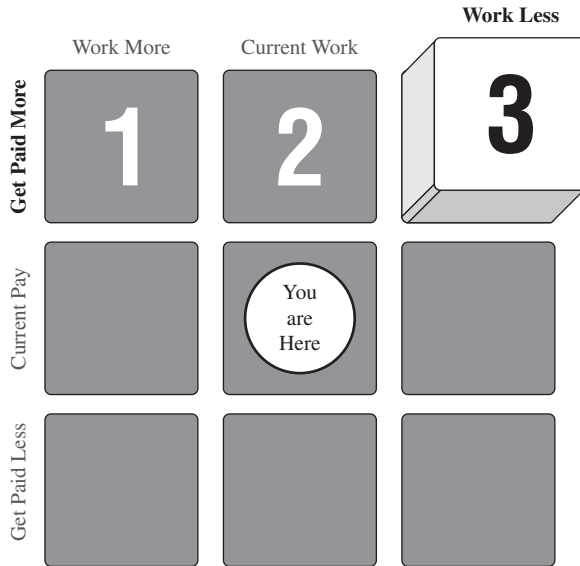 Work Less
Work More
Current Work
Get Paid More
1
2
3
Current Pay
You
are
Here
Get Paid Less